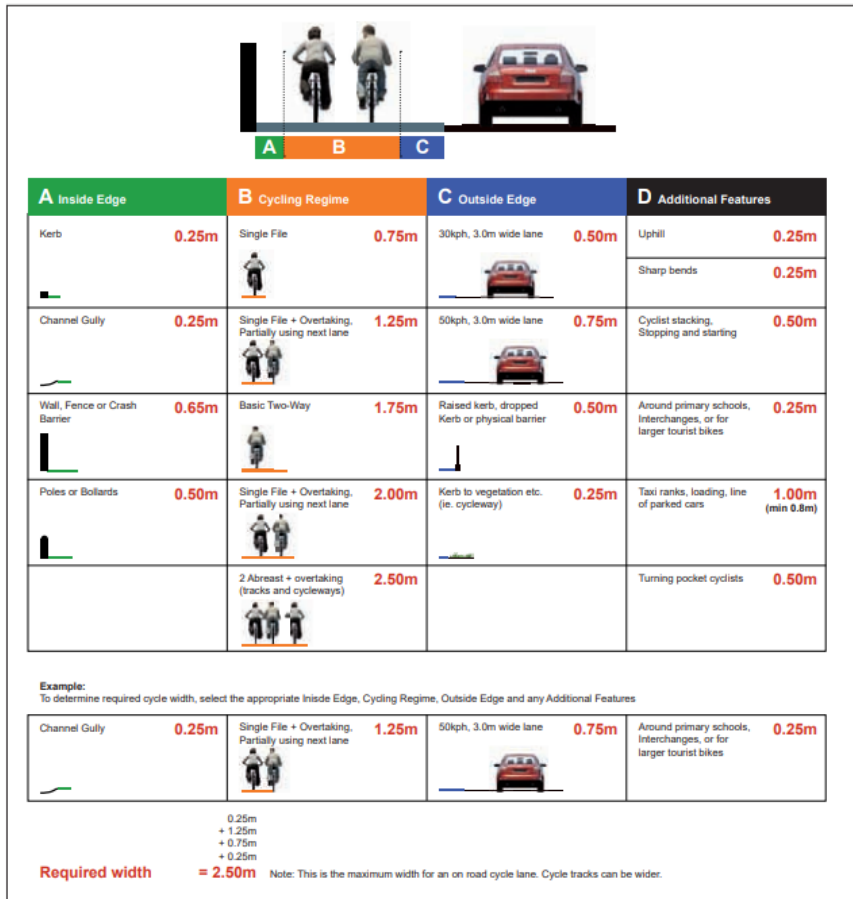 A B C
A Inside Edge
B Cycling Regime
C Outside Edge
D Additional Features
Kerb 0.25m
Single File 0.75m
30kph, 3.0m wide lane 0.50m
Uphill 0.25m
Sharp bends 0.25m
Channel Gully 0.25m
Single File + Overtaking, 1.25m
Partially using next lane
50kph, 3.0m wide lane 0.75m
Cyclist stacking, 0.50m
Stopping and starting
Wall, Fence or Crash 0.65m
Barrier
Basic Two-Way 1.75m
Raised kerb, dropped 0.50m
Kerb or physical barrier
Around primary schools, 0.25m
Interchanges, or for
larger tourist bikes
Poles or Bollards 0.50m
Single File + Overtaking, 2.00m
Partially using next lane
Kerb to vegetation etc. 0.25m
(ie. cycleway)
Taxi ranks, loading, line 1.00m
of parked cars (min 0.8m)
2 Abreast + overtaking 2.50m
(tracks and cycleways)
Turning pocket cyclists 0.50m
Example:
To determine required cycle width, select the appropriate Inisde Edge, Cycling Regime, Outside Edge and any Additional Features
Channel Gully 0.25m
Single File + Overtaking, 1.25m
Partially using next lane
50kph, 3.0m wide lane 0.75m
Around primary schools, 0.25m
Interchanges, or for
larger tourist bikes
0.25m
+ 1.25m
+ 0.75m
+ 0.25m
Required width = 2.50m Note: This is the maximum width for an on road cycle lane. Cycle tracks can be wider.